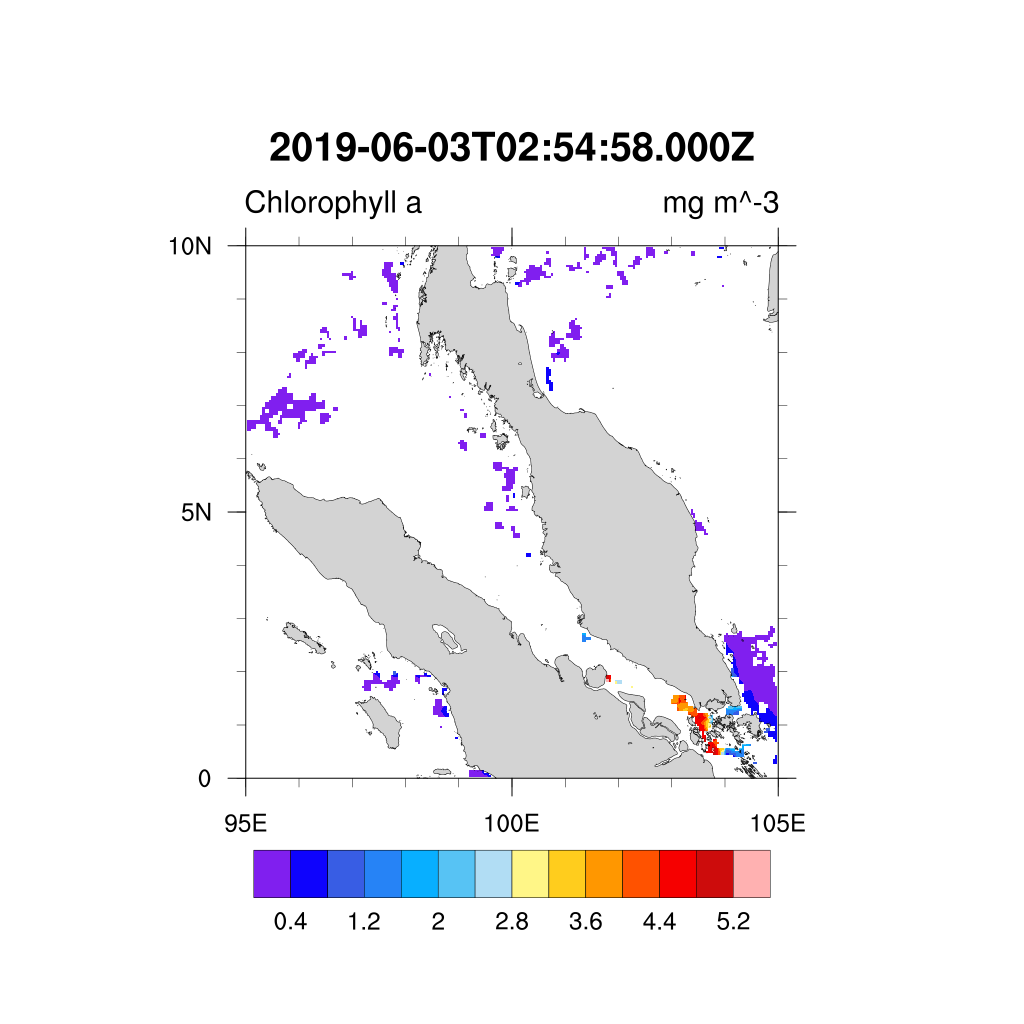 2019-06-03T02:54:58.000Z
Chlorophyll a mg m^-3
10N
5N
0
95E 100E 105E
0.4 1.2 2 2.8 3.6 4.4 5.2